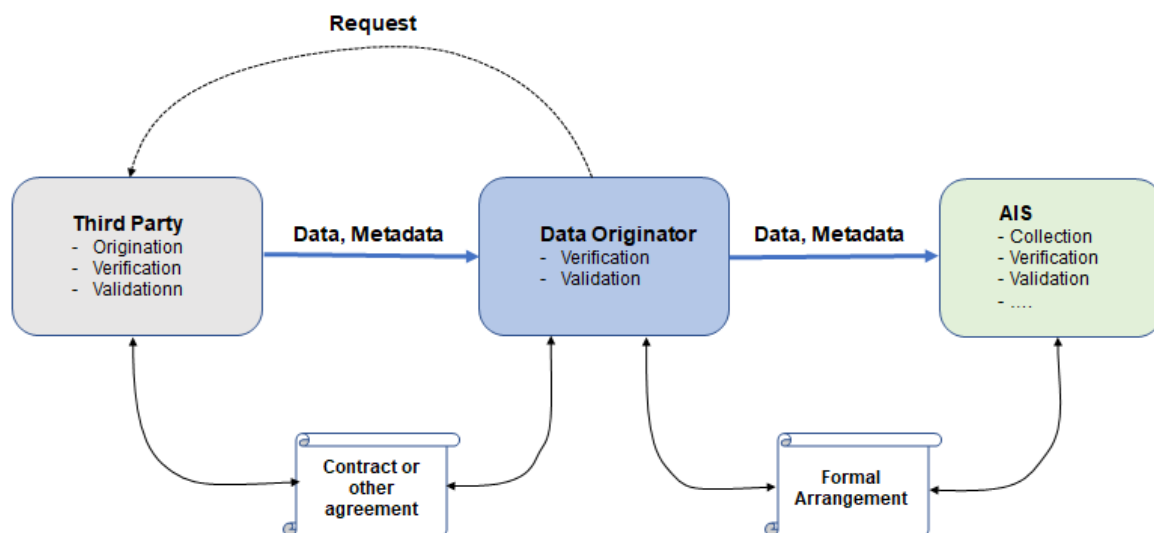 Request
Third Party
- Origination
- Verification
- Validationn
Data, Metadata
Data Originator
- Verification
- Validation
Data, Metadata
AIS
- Collection
- Verification
- Validation
- ....
Contract or
other
agreement
Formal
Arrangement